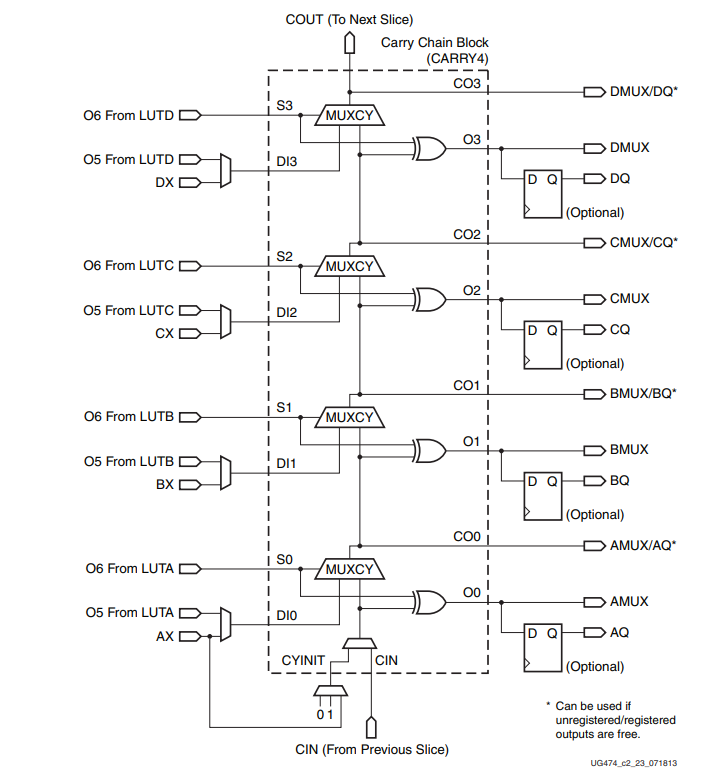 COUT (To Next Slice)
Carry Chain Block
(CARRY4)
CO3
DMUX/DQ*
S3
O6 From LUTD
MUXCY
O3
DMUX
O5 From LUTD
DI3
DX
D Q
DQ
(Optional)
CO2
CMUX/CQ*
S2
O6 From LUTC
MUXCY
O2
CMUX
O5 From LUTC
DI2
CX
D Q
CQ
(Optional)
CO1
BMUX/BQ*
S1
O6 From LUTB
MUXCY
O1
BMUX
O5 From LUTB
DI1
BX
D Q
BQ
(Optional)
CO0
AMUX/AQ*
S0
O6 From LUTA
MUXCY
O0
AMUX
O5 From LUTA
DI0
AX
D Q
AQ
(Optional)
CYINIT
CIN
0 1
CIN (From Previous Slice)
* Can be used if
unregistered/registered
outputs are free.
UG474_c2_23_071813